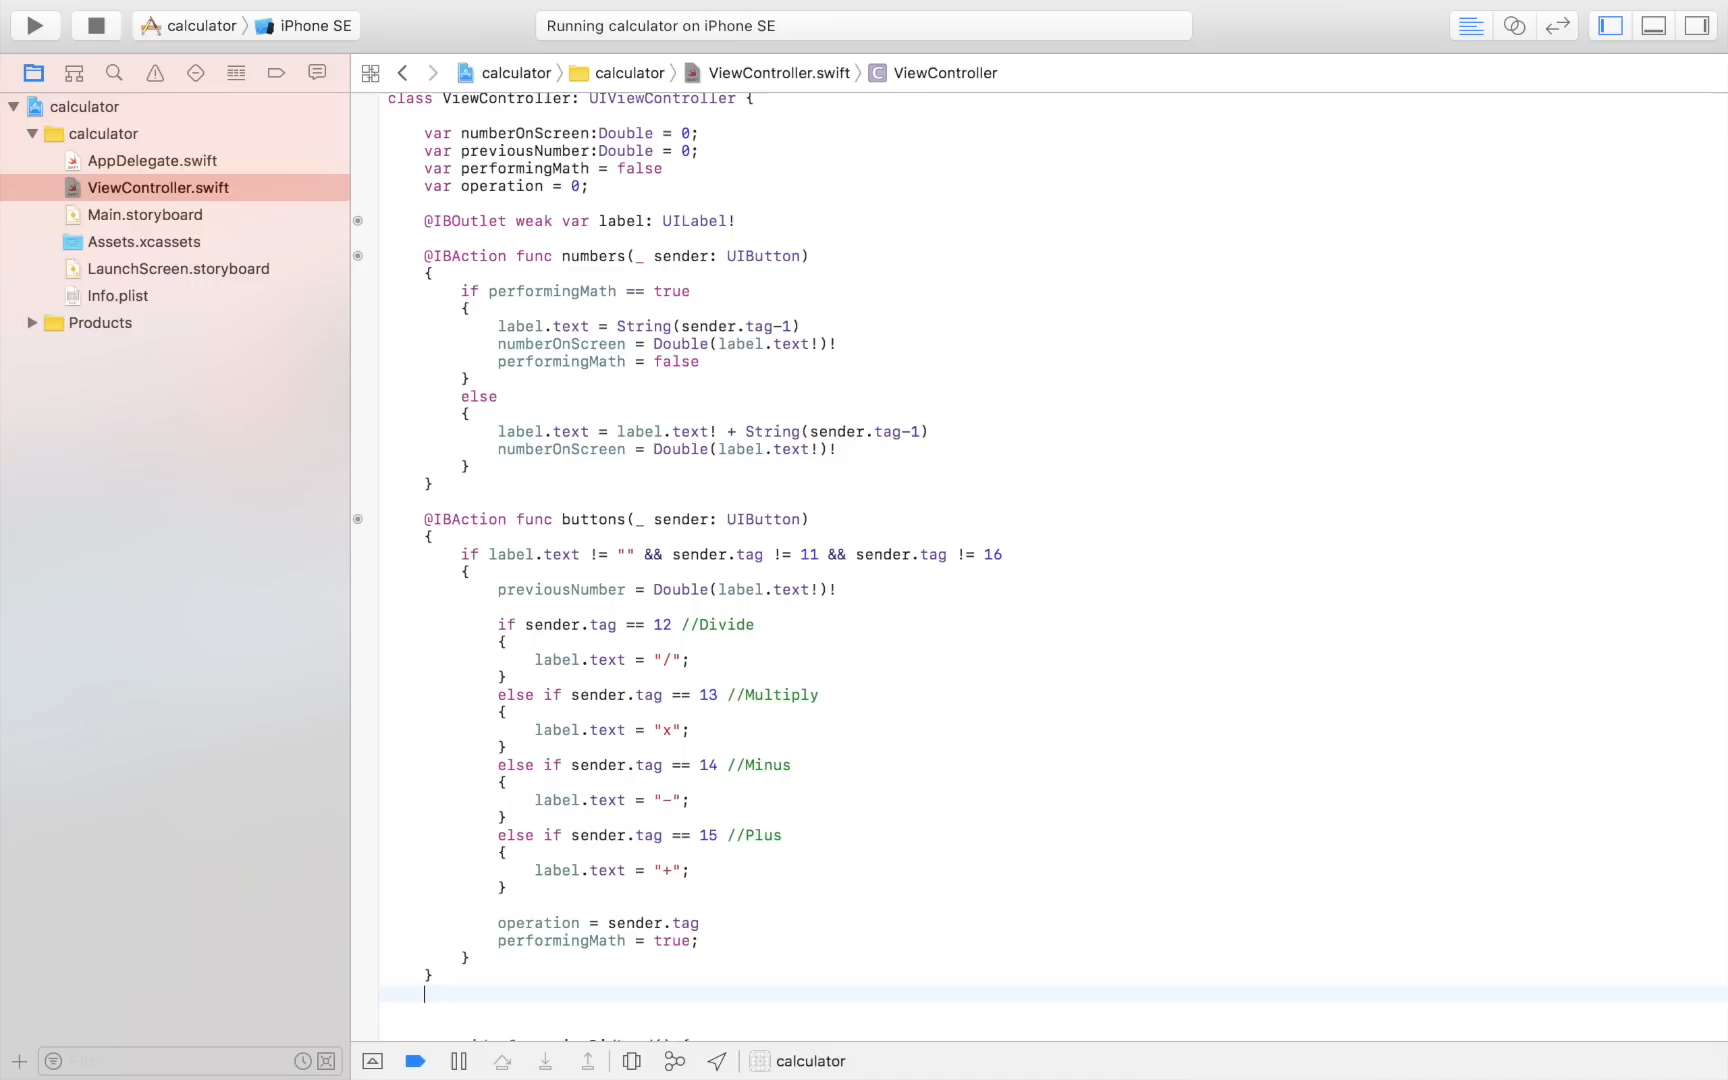 calculator
iPhone SE
Running calculator on iPhone SE
calculator
calculator
ViewController.swift
ViewController
calculator
calculator
AppDelegate.swift
ViewController.swift
Main.storyboard
Assets.xcassets
LaunchScreen.storyboard
Info.plist
Products
class ViewController: UIViewController {
var numberOnScreen:Double = 0;
var previousNumber:Double = 0;
var performingMath = false
var operation = 0;
@IBOutlet weak var label: UILabel!
@IBAction func numbers(_ sender: UIButton)
{
if performingMath == true
{
label.text = String(sender.tag-1)
numberOnScreen = Double(label.text!)!
performingMath = false
}
else
{
label.text = label.text! + String(sender.tag-1)
numberOnScreen = Double(label.text!)!
}
}
@IBAction func buttons(_ sender: UIButton)
{
if label.text != "" && sender.tag != 11 && sender.tag != 16
{
previousNumber = Double(label.text!)!
if sender.tag == 12 //Divide
{
label.text = "/";
}
else if sender.tag == 13 //Multiply
{
label.text = "x";
}
else if sender.tag == 14 //Minus
{
label.text = "-";
}
else if sender.tag == 15 //Plus
{
label.text = "+";
}
operation = sender.tag
performingMath = true;
}
}
calculator